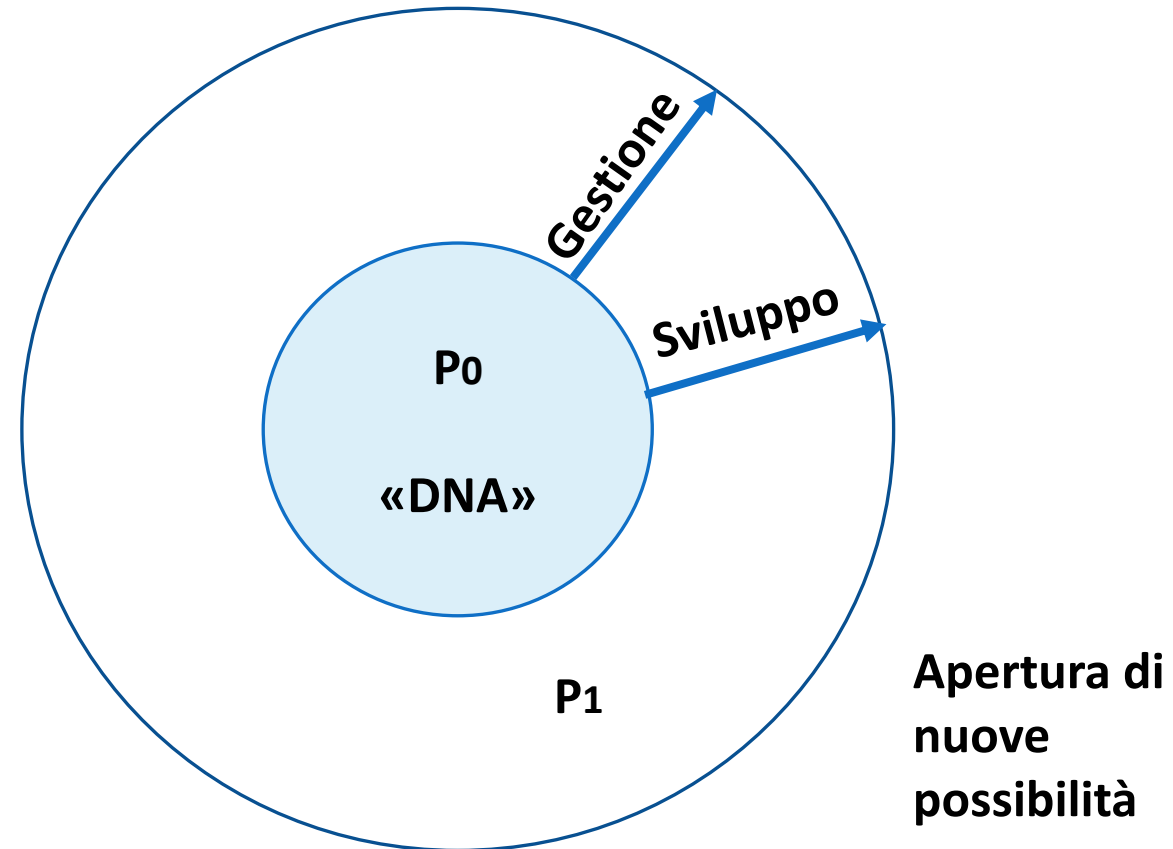 Gestione
Sviluppo
P0
«DNA»
P1
Apertura di
nuove
possibilità